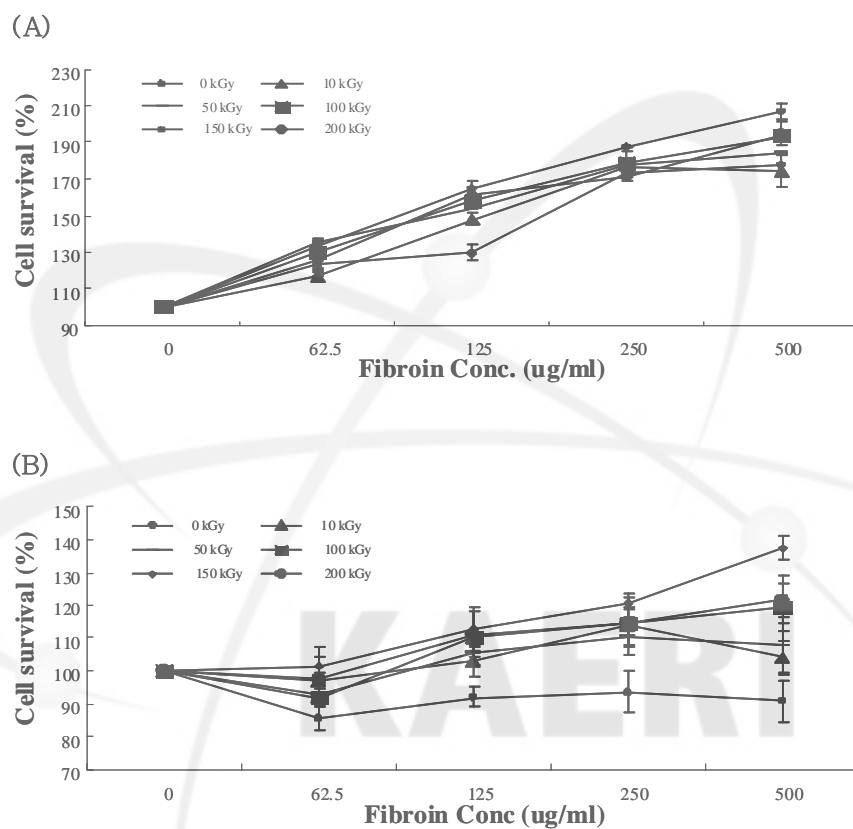 (A)
230
210
190
170
150
130
110
90
Cell survival (%)
0 kGy
10 kGy
50 kGy
100 kGy
150 kGy
200 kGy
0
62.5
125
250
500
Fibroin Conc. (ug/ml)
(B)
150
140
130
120
110
100
90
80
70
Cell survival (%)
0 kGy
10 kGy
50 kGy
100 kGy
150 kGy
200 kGy
KAERI
0
62.5
125
250
500
Fibroin Conc (ug/ml)